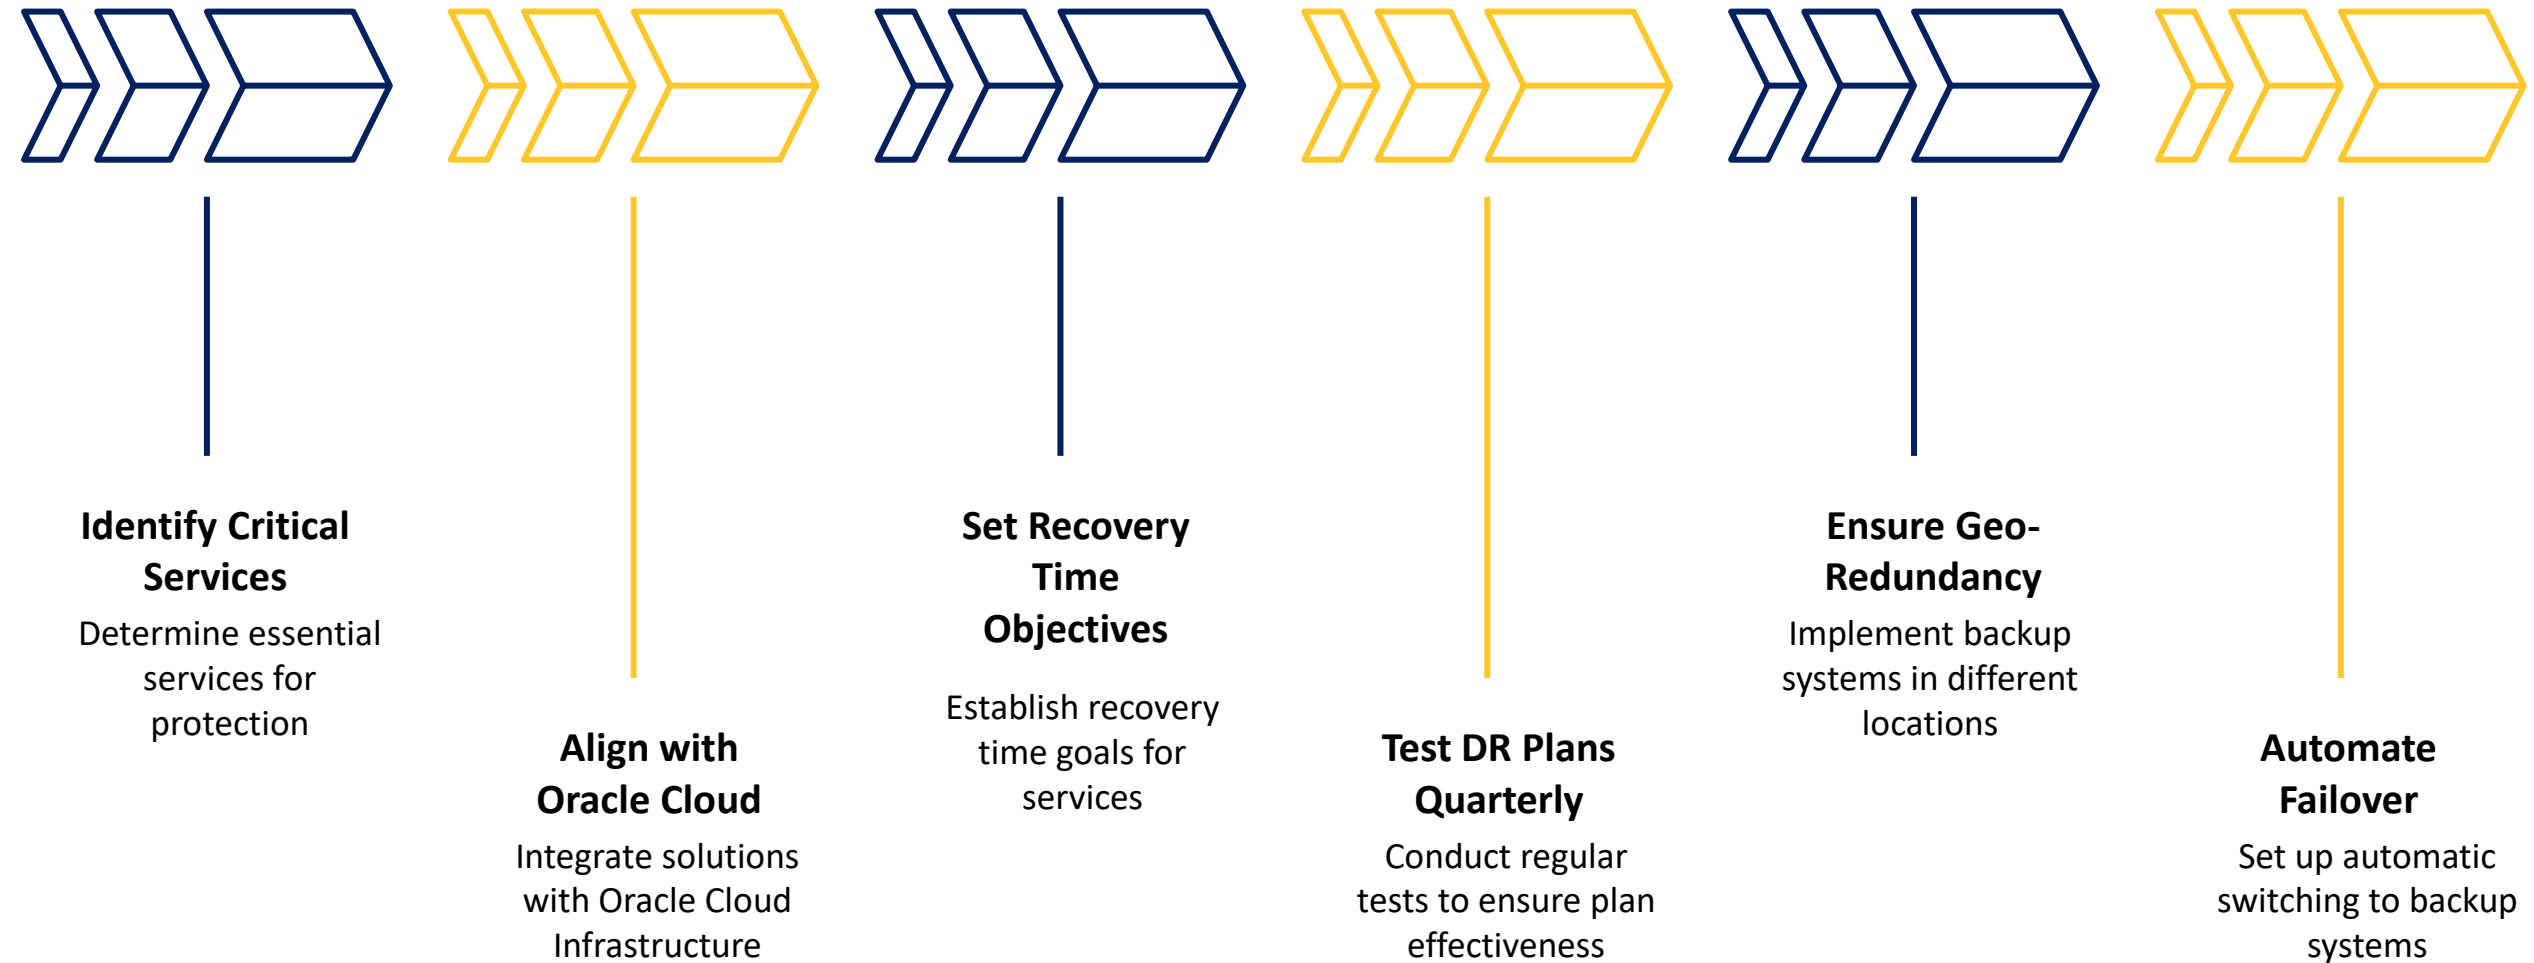 Identify Critical
Services
Determine essential
services for
protection
Align with
Oracle Cloud
Integrate solutions
with Oracle Cloud
Infrastructure
Set Recovery
Time
Objectives
Establish recovery
time goals for
services
Test DR Plans
Quarterly
Conduct regular
tests to ensure plan
effectiveness
Ensure Geo-
Redundancy
Implement backup
systems in different
locations
Automate
Failover
Set up automatic
switching to backup
systems